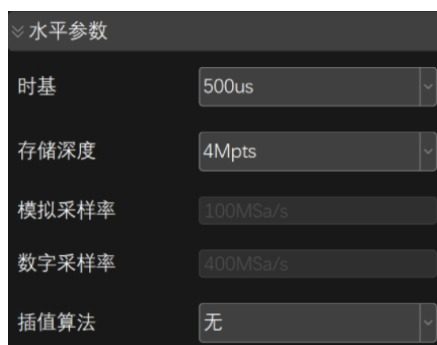 水平参数
时基 500us
存储深度 4Mpts
模拟采样率 100MSa/s
数字采样率 400MSa/s
插值算法 无